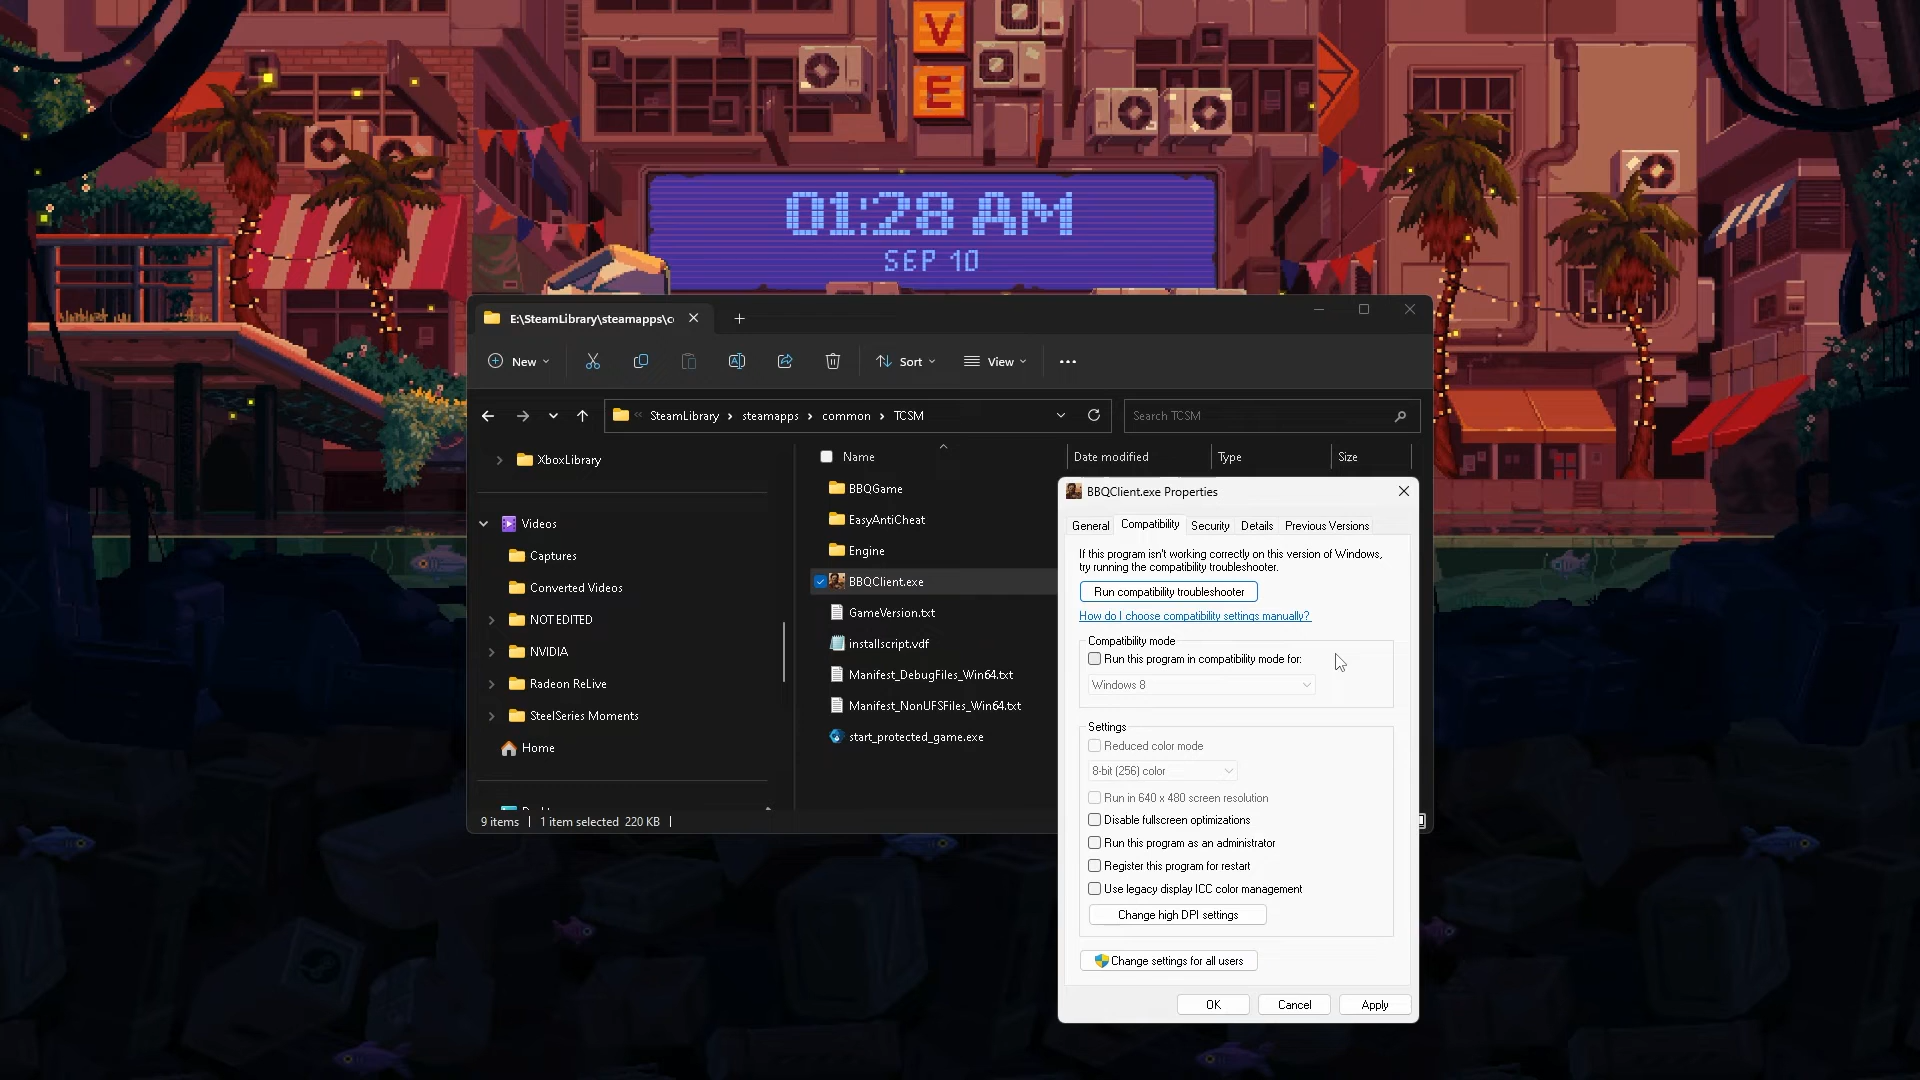 V
E
01:28 AM
SEP 10
E:\SteamLibrary\steamapps\c
New
Sort
View
SteamLibrary > steamapps > common > TCSM
Search TCSM
XboxLibrary
Videos
Captures
Converted Videos
NOT EDITED
NVIDIA
Radeon ReLive
SteelSeries Moments
Home
Name
Date modified
Type
Size
BBQGame
EasyAntiCheat
Engine
BBQClient.exe
GameVersion.txt
installscript.vdf
Manifest_DebugFiles_Win64.txt
Manifest_NonUFSFiles_Win64.txt
start_protected_game.exe
9 items
1 item selected 220 KB
BBQClient.exe Properties
General
Compatibility
Security
Details
Previous Versions
If this program isn't working correctly on this version of Windows,
try running the compatibility troubleshooter.
Run compatibility troubleshooter
How do I choose compatibility settings manually?
Compatibility mode
Run this program in compatibility mode for:
Windows 8
Settings
Reduced color mode
8-bit (256) color
Run in 640 x 480 screen resolution
Disable fullscreen optimizations
Run this program as an administrator
Register this program for restart
Use legacy display ICC color management
Change high DPI settings
Change settings for all users
OK
Cancel
Apply